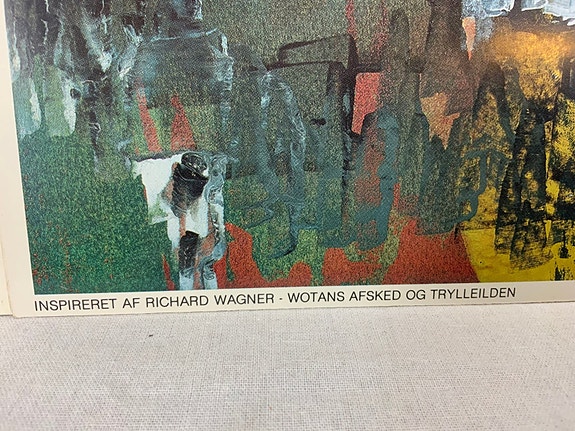 INSPIRERET AF RICHARD WAGNER - WOTANS AFSKED OG TRYLLEILDEN